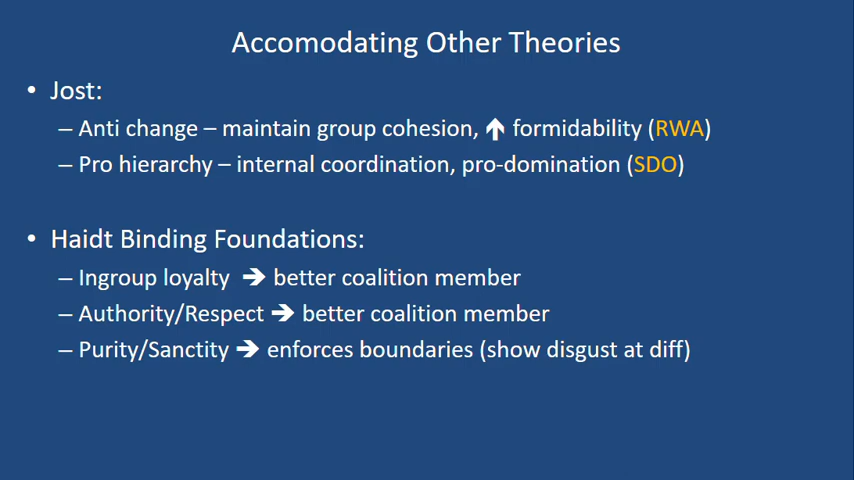 Accomodating Other Theories
• Jost:
– Anti change – maintain group cohesion, 🡅 formidability (RWA)
– Pro hierarchy – internal coordination, pro-domination (SDO)
• Haidt Binding Foundations:
– Ingroup loyalty ➔ better coalition member
– Authority/Respect ➔ better coalition member
– Purity/Sanctity ➔ enforces boundaries (show disgust at diff)